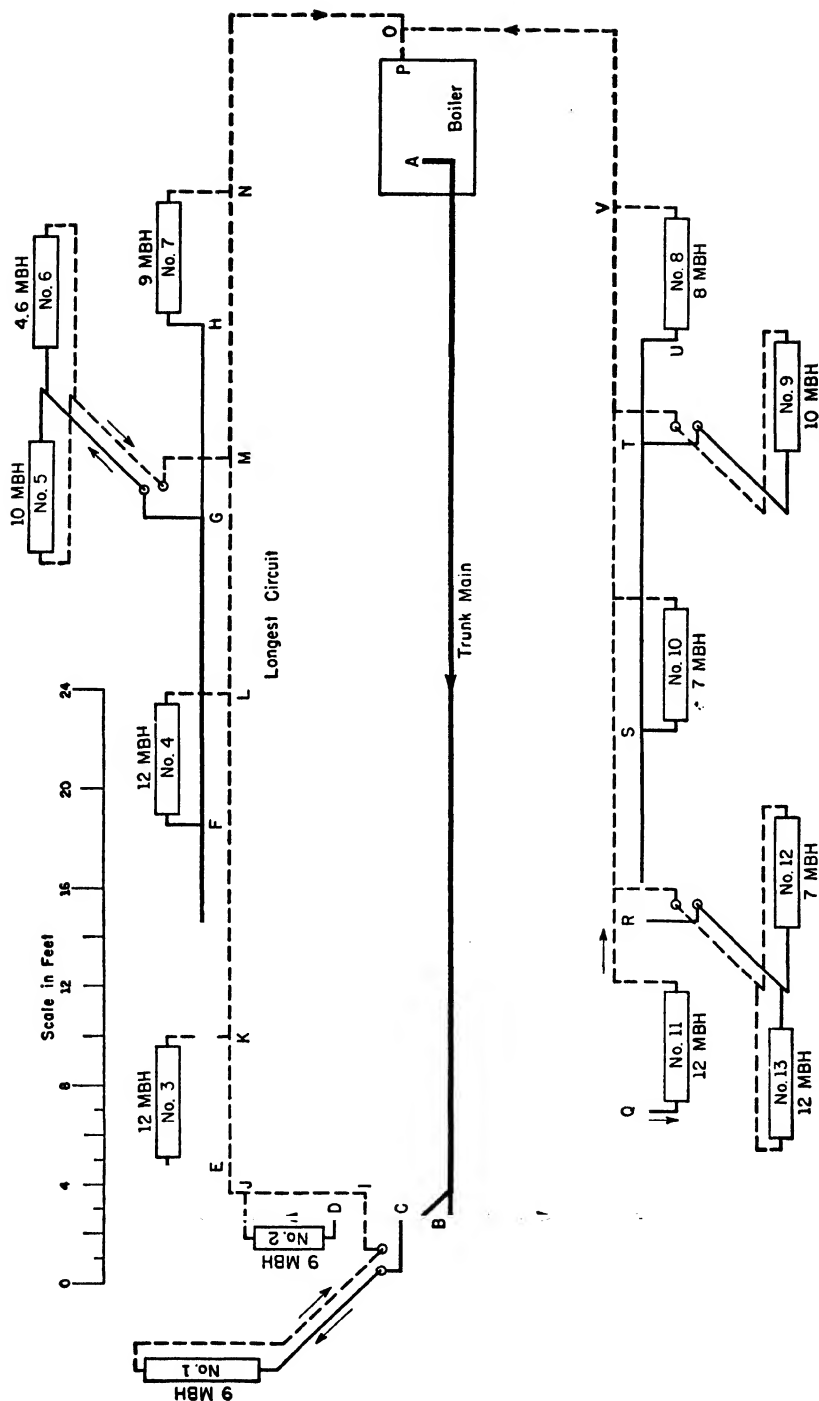 Scale in Feet
0 4 8 12 16 20 24
9 MBH
No. 1
9 MBH
No. 2
12 MBH
No. 3
12 MBH
No. 4
10 MBH
No. 5
4.6 MBH
No. 6
9 MBH
No. 7
E
J
D
I
C
B
K
F
L
G
M
H
N
O
P
Longest Circuit
Trunk Main
A
Boiler
Q
R
S
T
U
V
No. 11
12 MBH
No. 13
12 MBH
No. 12
7 MBH
No. 10
7 MBH
No. 9
10 MBH
No. 8
8 MBH